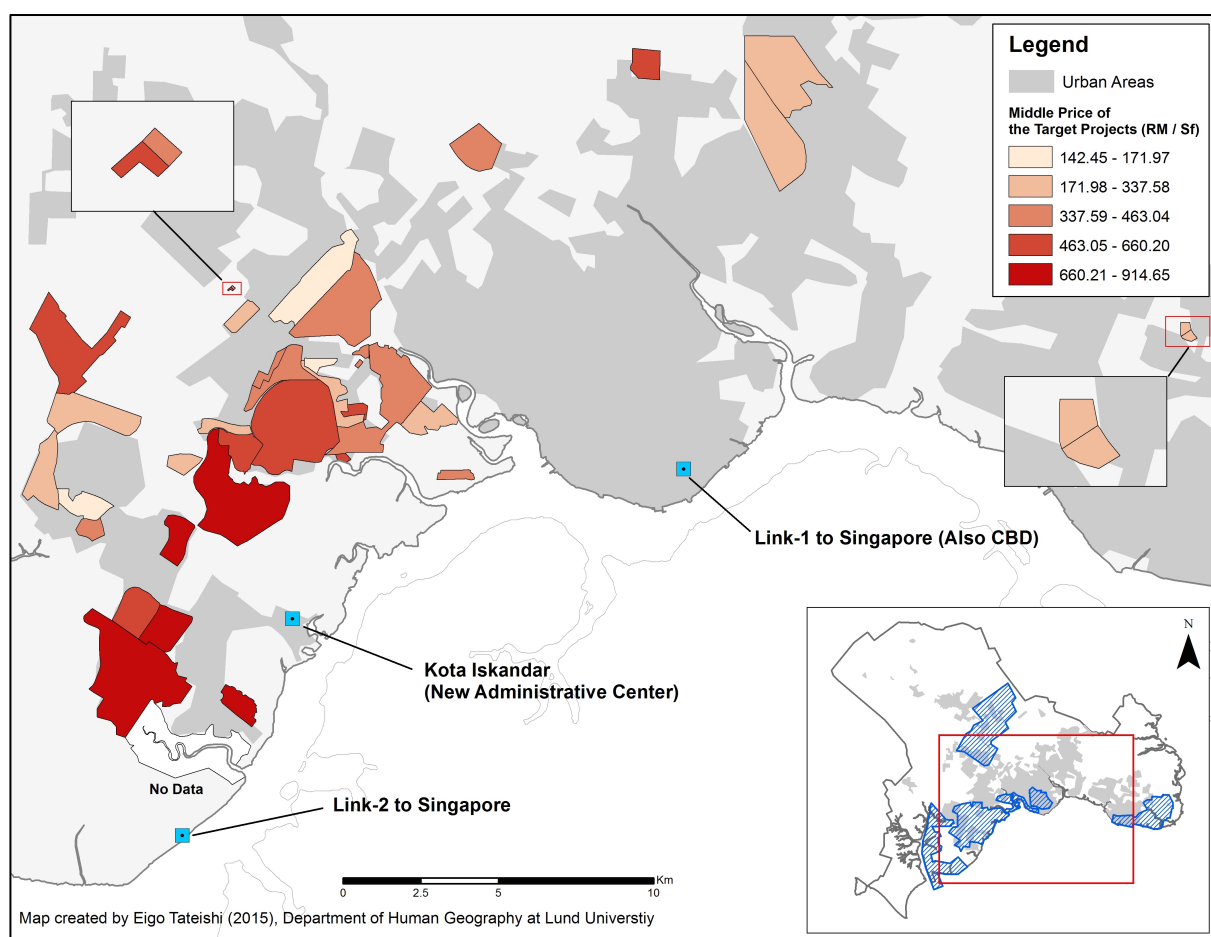 Legend
Urban Areas
Middle Price of
the Target Projects (RM / Sf)
142.45 - 171.97
171.98 - 337.58
337.59 - 463.04
463.05 - 660.20
660.21 - 914.65
Link-1 to Singapore (Also CBD)
Kota Iskandar
(New Administrative Center)
No Data
Link-2 to Singapore
N
Km
0
2.5
5
10
Map created by Eigo Tateishi (2015), Department of Human Geography at Lund Universtiy